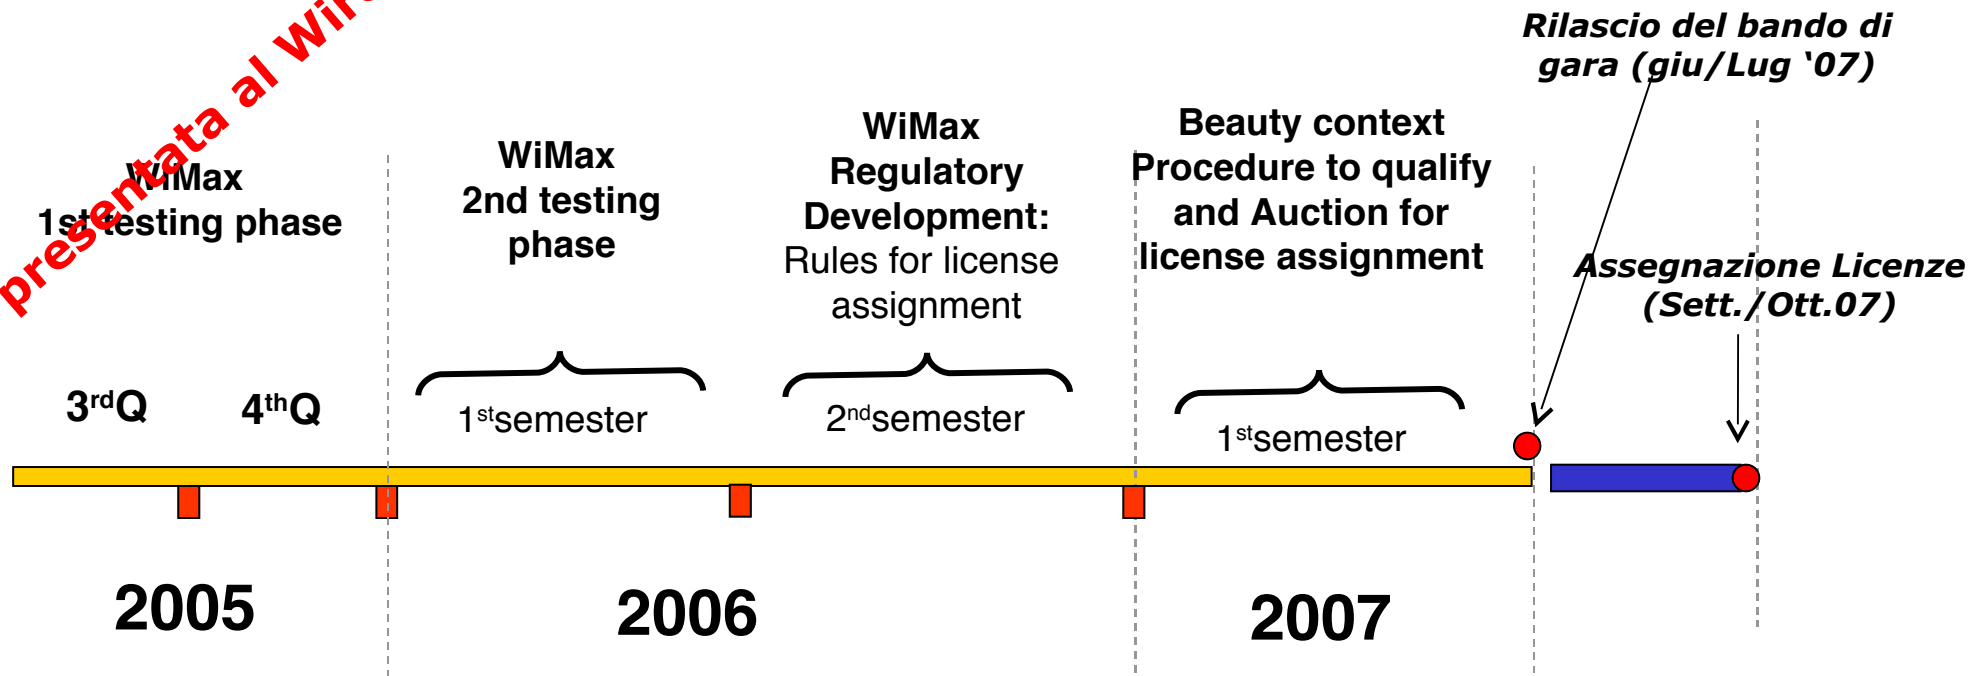 presentata al
Rilascio del bando di
gara (giu/Lug ‘07)
WiMax
1st testing phase
WiMax
2nd testing
phase
WiMax
Regulatory
Development:
Rules for license
assignment
Beauty context
Procedure to qualify
and Auction for
license assignment
Assegnazione Licenze
(Sett./Ott.07)
3rdQ
4thQ
1stsemester
2ndsemester
1stsemester
2005
2006
2007